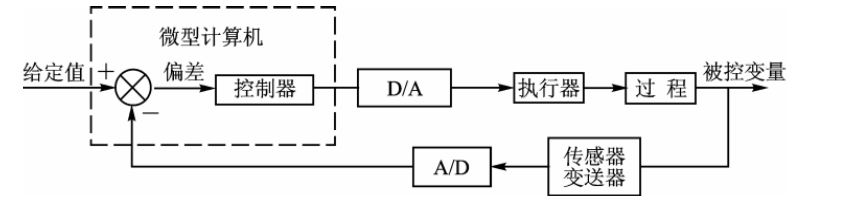 微型计算机
给定值
+
偏差
控制器
D/A
执行器
过 程
被控变量
−
A/D
传感器
变送器